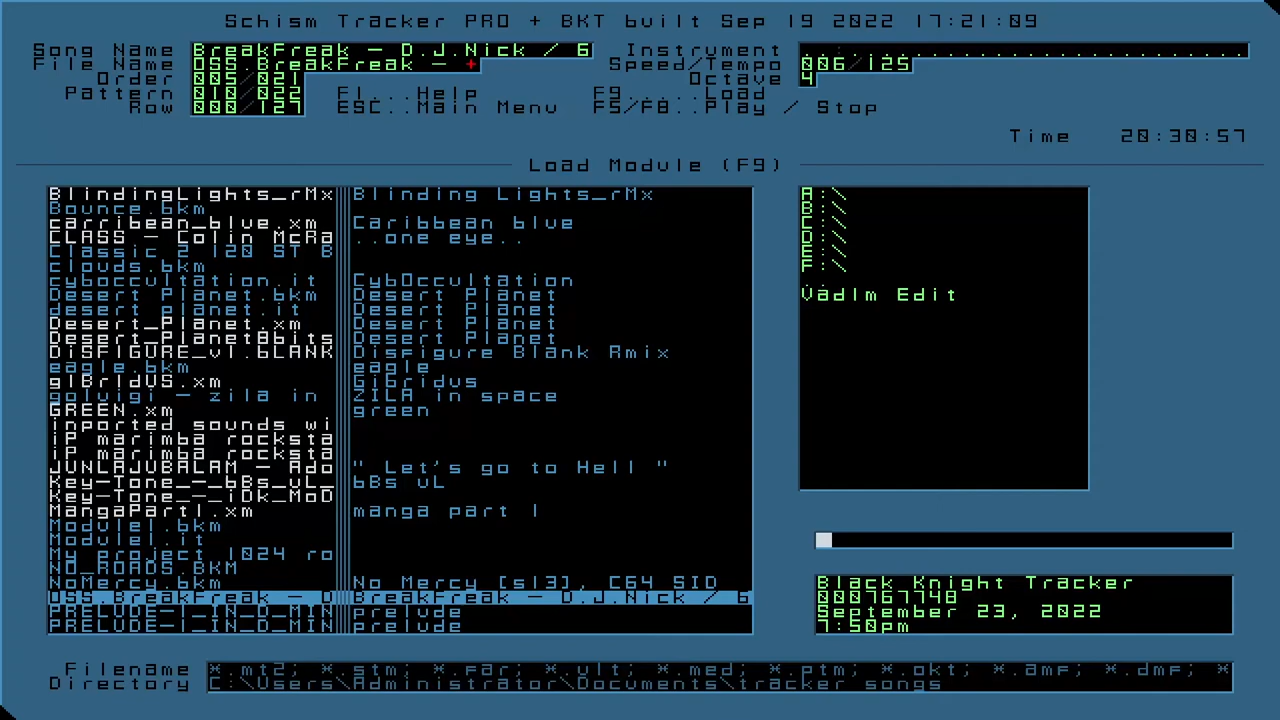 Schism Tracker PRO + BKT built Sep 19 2022 17:21:09
Song Name BreakFreak - D.J.Nick / 6 Instrument ..:..............................
File Name OSS.BreakFreak - + Speed/Tempo 006/125
Order 005/021 Octave 4
Pattern 010/022 F1...Help F9.....Load
Row 000/127 ESC..Main Menu F5/F8..Play / Stop
Time 20:30:57
Load Module (F9)
BlindingLights_rMx Blinding Lights_rMx
Bounce.bkm
carribean_blue.xm Caribbean blue
CLASS - Colin McRa ..one eye..
Classic 2 120 ST B
clouds.bkm
cyboccultation.it CybOccultation
Desert Planet.bkm Desert Planet
desert planet.it Desert Planet
Desert_Planet.xm Desert Planet
Desert_Planet8bits Desert Planet
DiSFIGURE_v1.bLANK Disfigure Blank Rmix
eagle.bkm eagle
gIBrIdUS.xm Gibridus
goluigi - zila in ZILA in space
GREEN.xm green
inported sounds wi
iP marimba rocksta
iP marimba rocksta
JUNLAJUBALAM - Ado " Let's go to Hell "
Key-Tone_-_bBs_vL_ bBs vL
Key-Tone_-_iDk_MoD
MangaPart1.xm manga part 1
Module1.bkm
Module1.it
My project 1024 ro
NO_ROADS.BKM
NoMercy.bkm No Mercy [sl3], C64 SID
OSS.BreakFreak - D BreakFreak - D.J.Nick / 6
PRELUDE-1_IN_D_MIN prelude
PRELUDE-1_IN_D_MIN prelude
A:\
B:\
C:\
D:\
E:\
F:\
..
VadIm Edit
Black Knight Tracker
000767748
September 23, 2022
7:50pm
Filename *.mt2; *.stm; *.far; *.ult; *.med; *.ptm; *.okt; *.amf; *.dmf; *
Directory C:\Users\Administrator\Documents\tracker songs